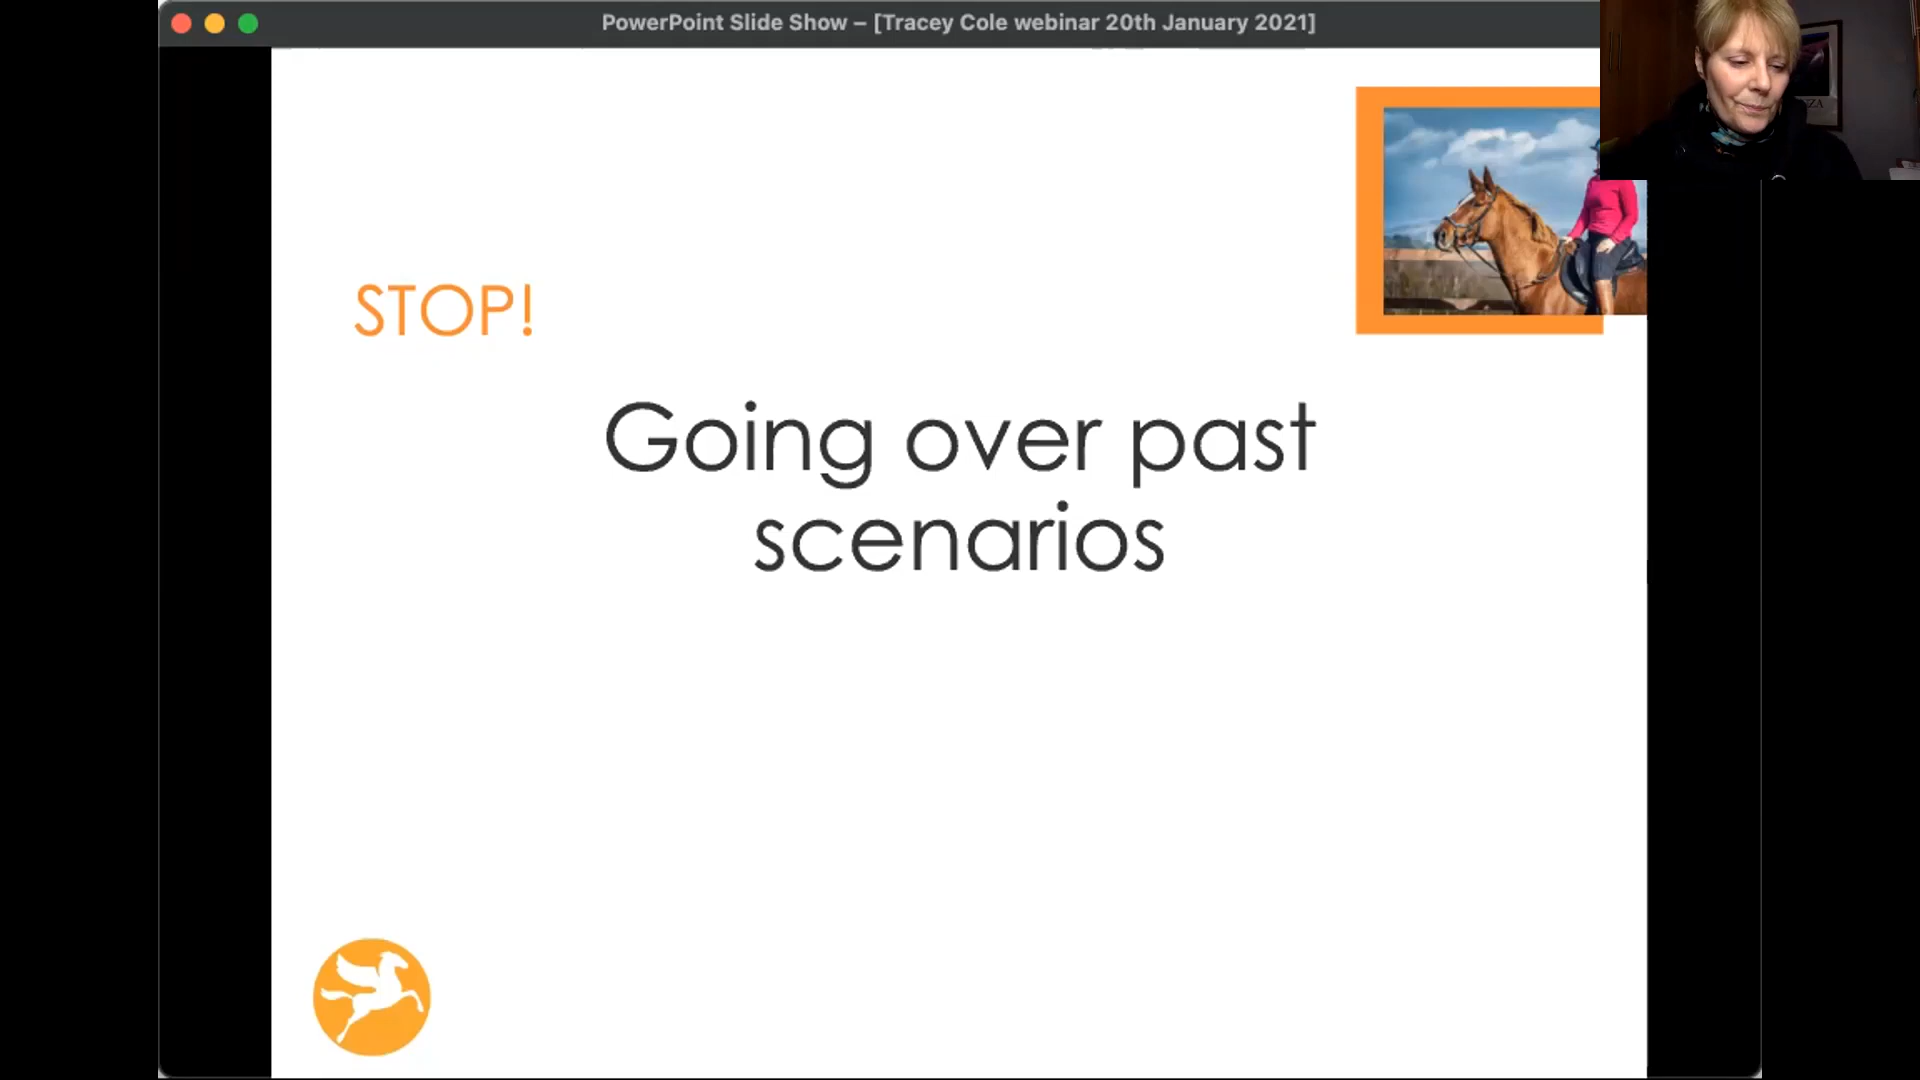 PowerPoint Slide Show – [Tracey Cole webinar 20th January 2021]
STOP!
Going over past
scenarios